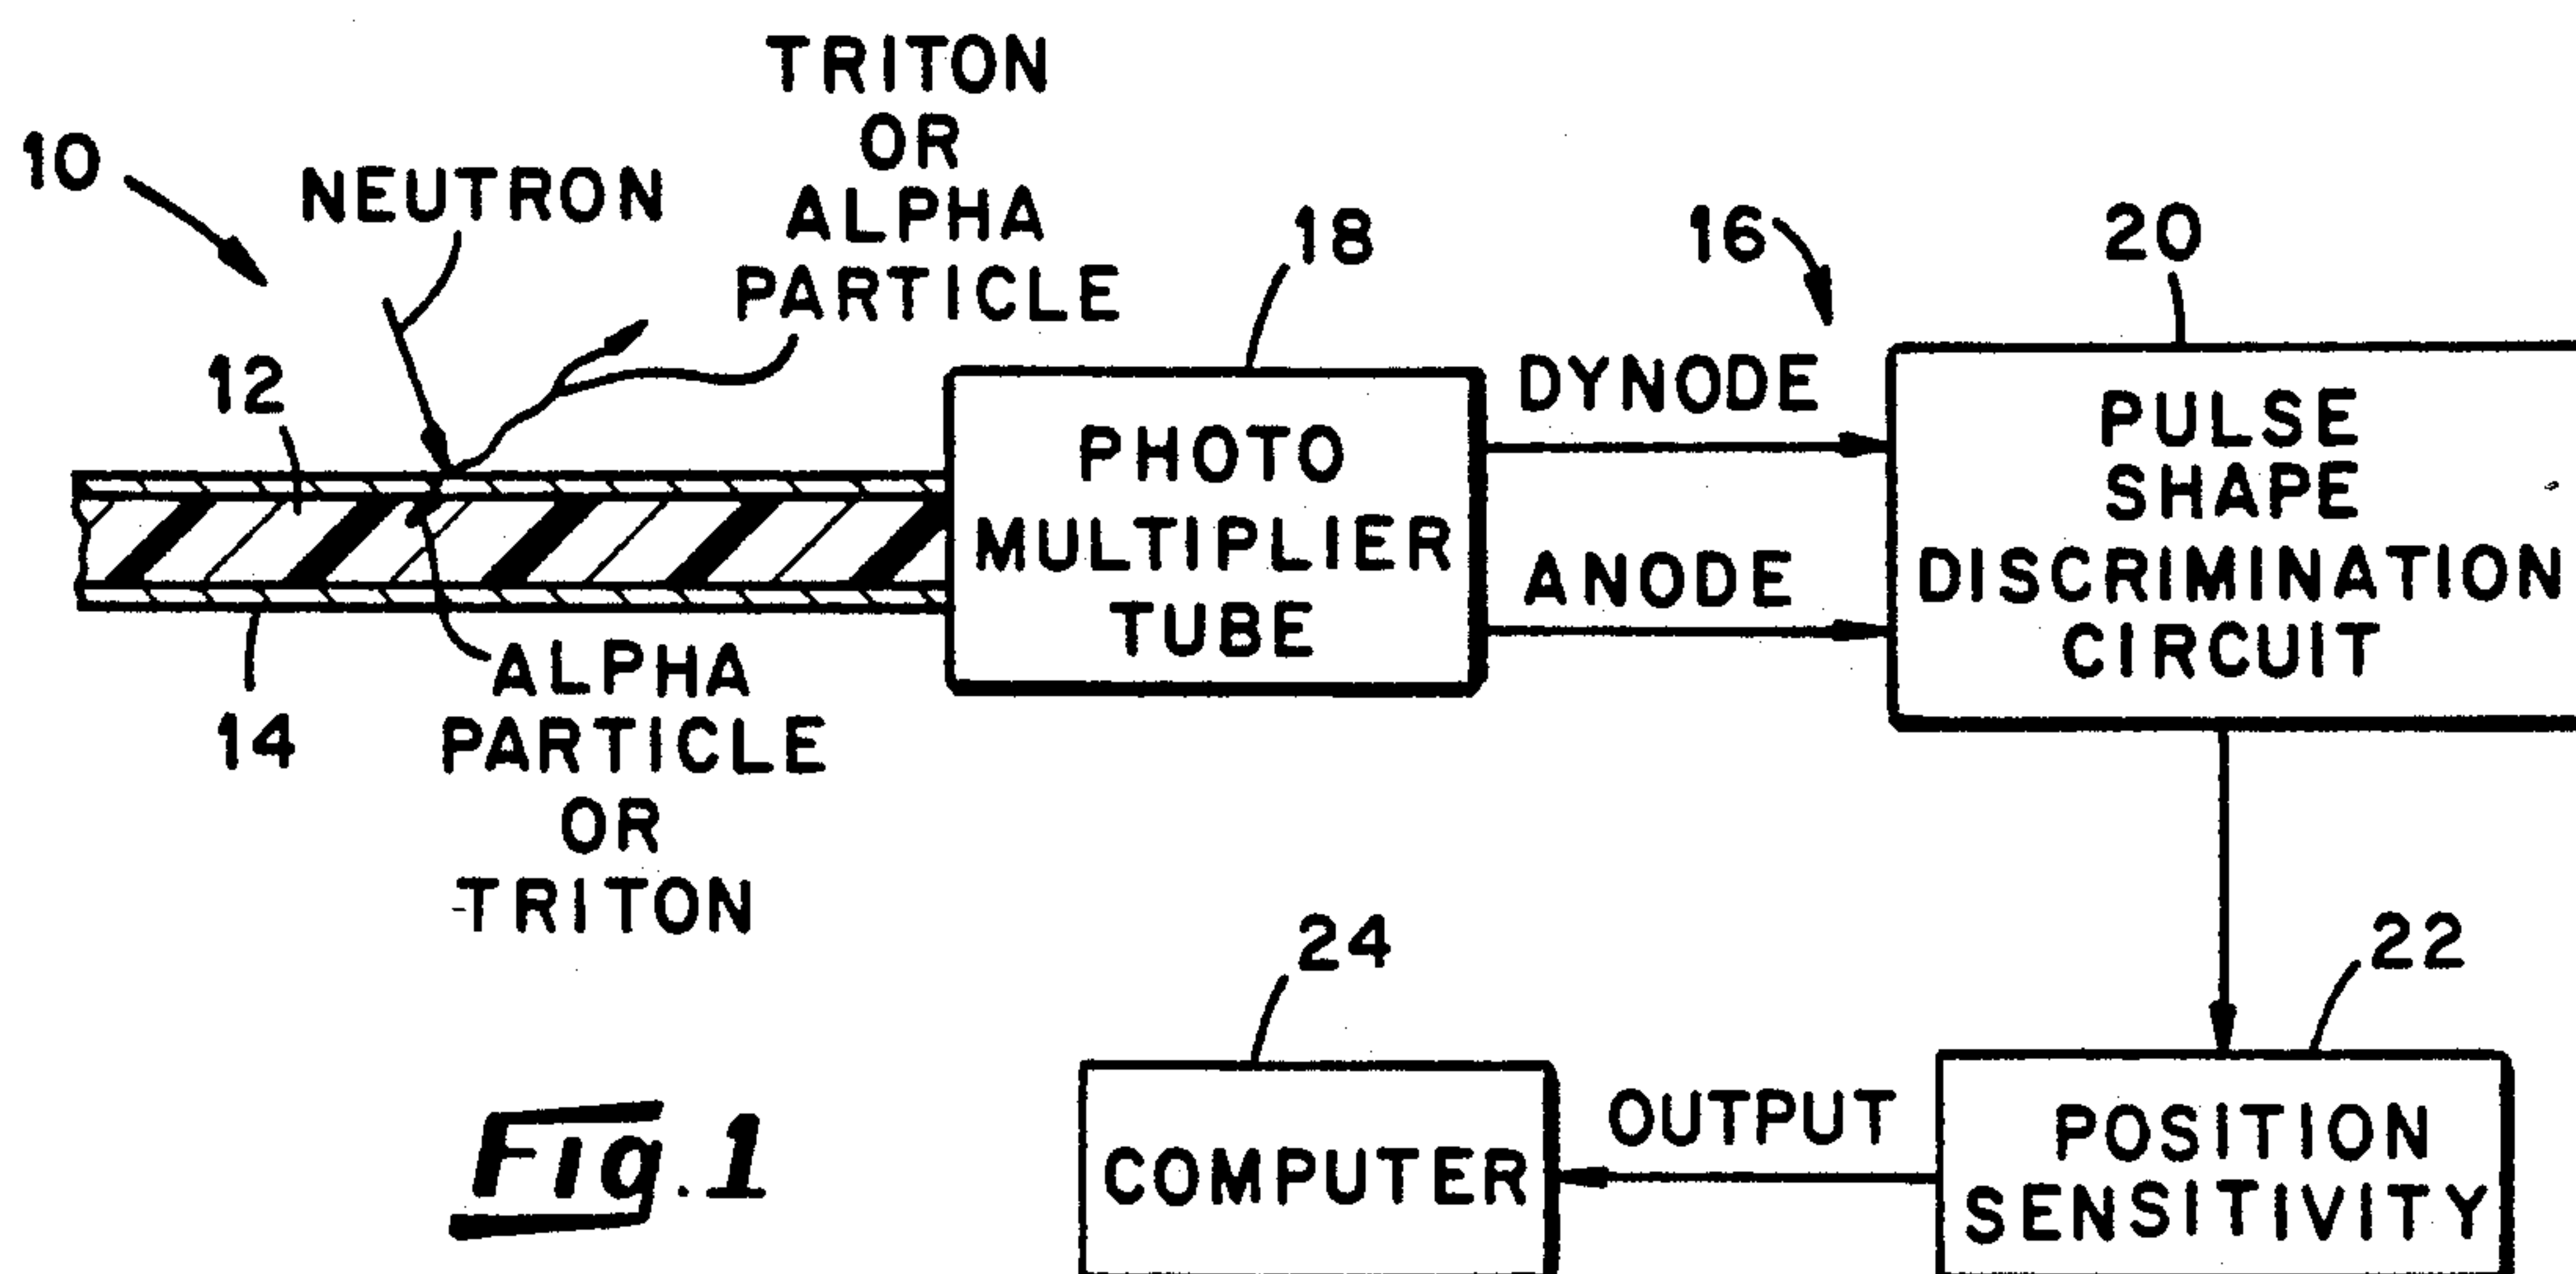 TRITON
OR
ALPHA
PARTICLE
10
NEUTRON
12
14
ALPHA
PARTICLE
OR
TRITON
18
PHOTO
MULTIPLIER
TUBE
16
DYNODE
ANODE
20
PULSE
SHAPE
DISCRIMINATION
CIRCUIT
22
POSITION
SENSITIVITY
OUTPUT
24
COMPUTER
Fig. 1